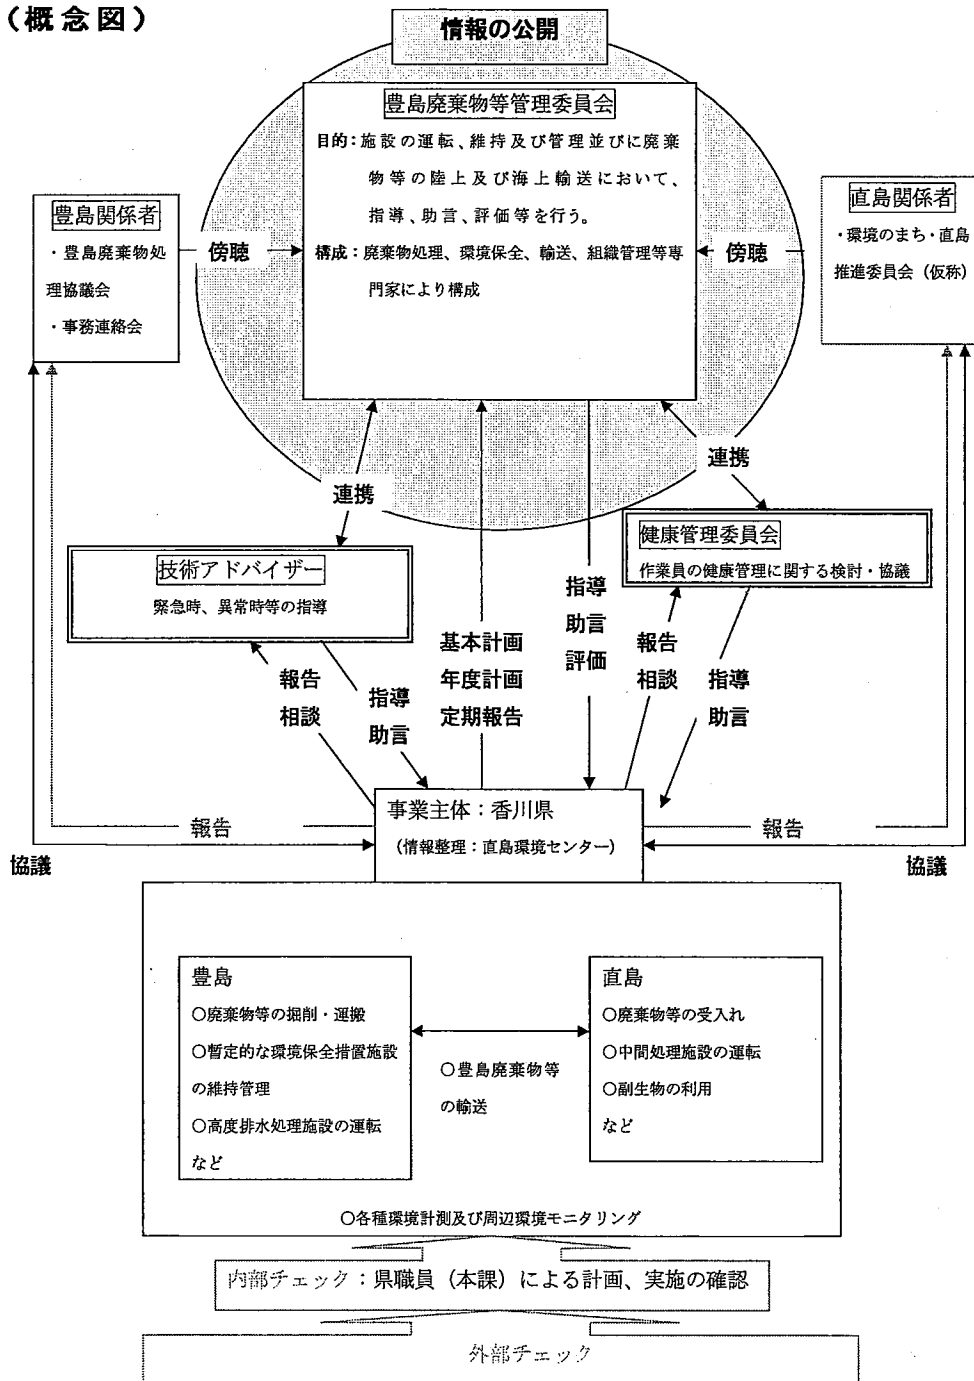 （概念図）
情報の公開
豊島廃棄物等管理委員会
目的：施設の運転、維持及び管理並びに廃棄
物等の陸上及び海上輸送において、
指導、助言、評価等を行う。
構成：廃棄物処理、環境保全、輸送、組織管理等専
門家により構成
豊島関係者
・豊島廃棄物処
理協議会
・事務連絡会
傍聴
傍聴
直島関係者
・環境のまち・直島
推進委員会（仮称）
連携
連携
技術アドバイザー
緊急時、異常時等の指導
健康管理委員会
作業員の健康管理に関する検討・協議
報告
相談
指導
助言
基本計画
年度計画
定期報告
指導
助言
評価
報告
相談
指導
助言
報告
協議
事業主体：香川県
（情報整理：直島環境センター）
報告
協議
豊島
○廃棄物等の掘削・運搬
○暫定的な環境保全措置施設
の維持管理
○高度排水処理施設の運転
など
○豊島廃棄物等
の輸送
直島
○廃棄物等の受入れ
○中間処理施設の運転
○副生物の利用
など
○各種環境計測及び周辺環境モニタリング
内部チェック：県職員（本課）による計画、実施の確認
外部チェック